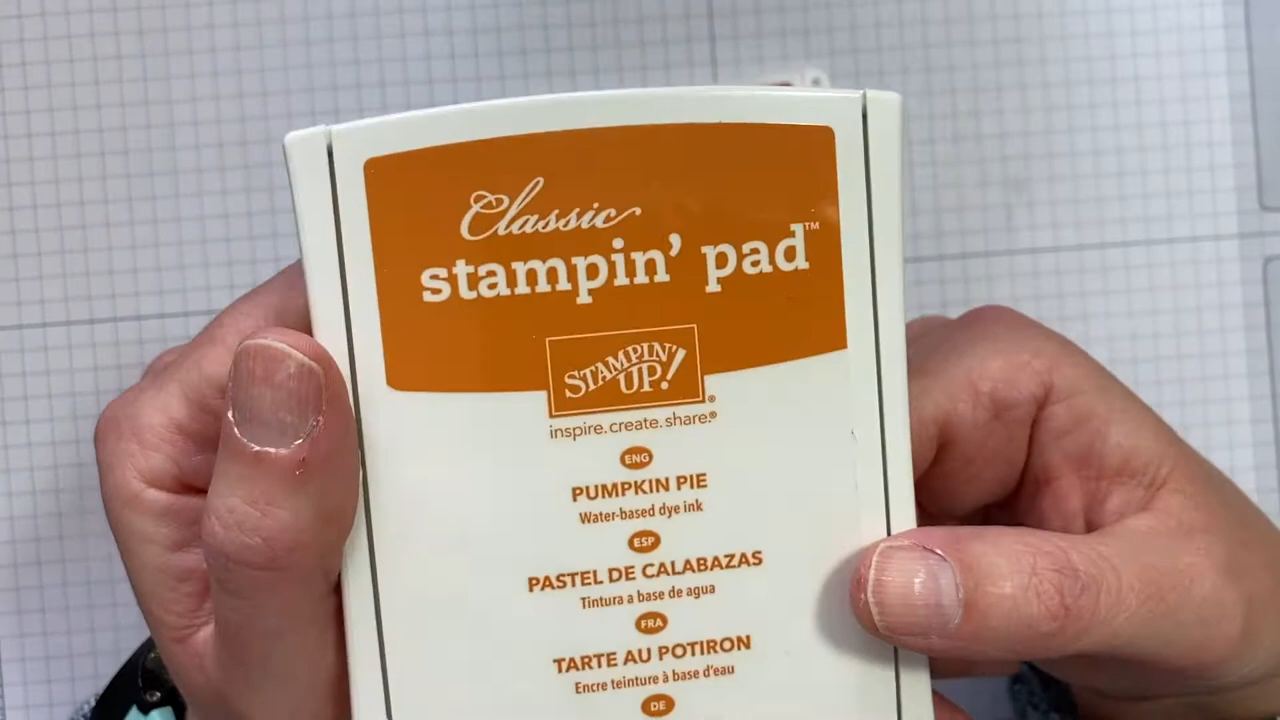 Classic
stampin' pad™
STAMPIN' UP!®
inspire.create.share.®
ENG
PUMPKIN PIE
Water-based dye ink
ESP
PASTEL DE CALABAZAS
Tintura a base de agua
FRA
TARTE AU POTIRON
Encre teinture à base d'eau
DE